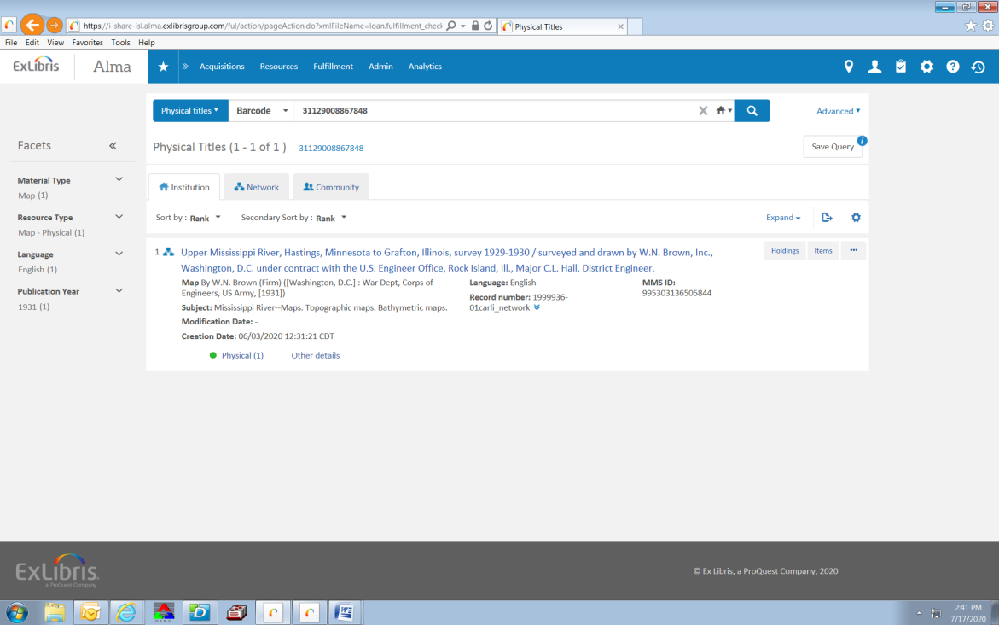 https://i-share-isl.alma.exlibrisgroup.com/ful/action/pageAction.do?xmlFileName=loan.fulfillment_check
Physical Titles
File Edit View Favorites Tools Help
ExLibris Alma
Acquisitions Resources Fulfillment Admin Analytics
Physical titles Barcode 31129008867848
Advanced
Facets
Physical Titles (1 - 1 of 1 ) 31129008867848
Save Query
Material Type
Map (1)
Resource Type
Map - Physical (1)
Language
English (1)
Publication Year
1931 (1)
Institution Network Community
Sort by : Rank Secondary Sort by : Rank
Expand
1 Upper Mississippi River, Hastings, Minnesota to Grafton, Illinois, survey 1929-1930 / surveyed and drawn by W.N. Brown, Inc.,
Washington, D.C. under contract with the U.S. Engineer Office, Rock Island, Ill., Major C.L. Hall, District Engineer.
Holdings Items
Map By W.N. Brown (Firm) ([Washington, D.C.] : War Dept, Corps of
Engineers, US Army, [1931])
Subject: Mississippi River--Maps. Topographic maps. Bathymetric maps.
Modification Date: -
Creation Date: 06/03/2020 12:31:21 CDT
Language: English
Record number: 1999936-
01carli_network
MMS ID:
995303136505844
Physical (1) Other details
ExLibris
a ProQuest Company
© Ex Libris, a ProQuest Company, 2020
2:41 PM
7/17/2020